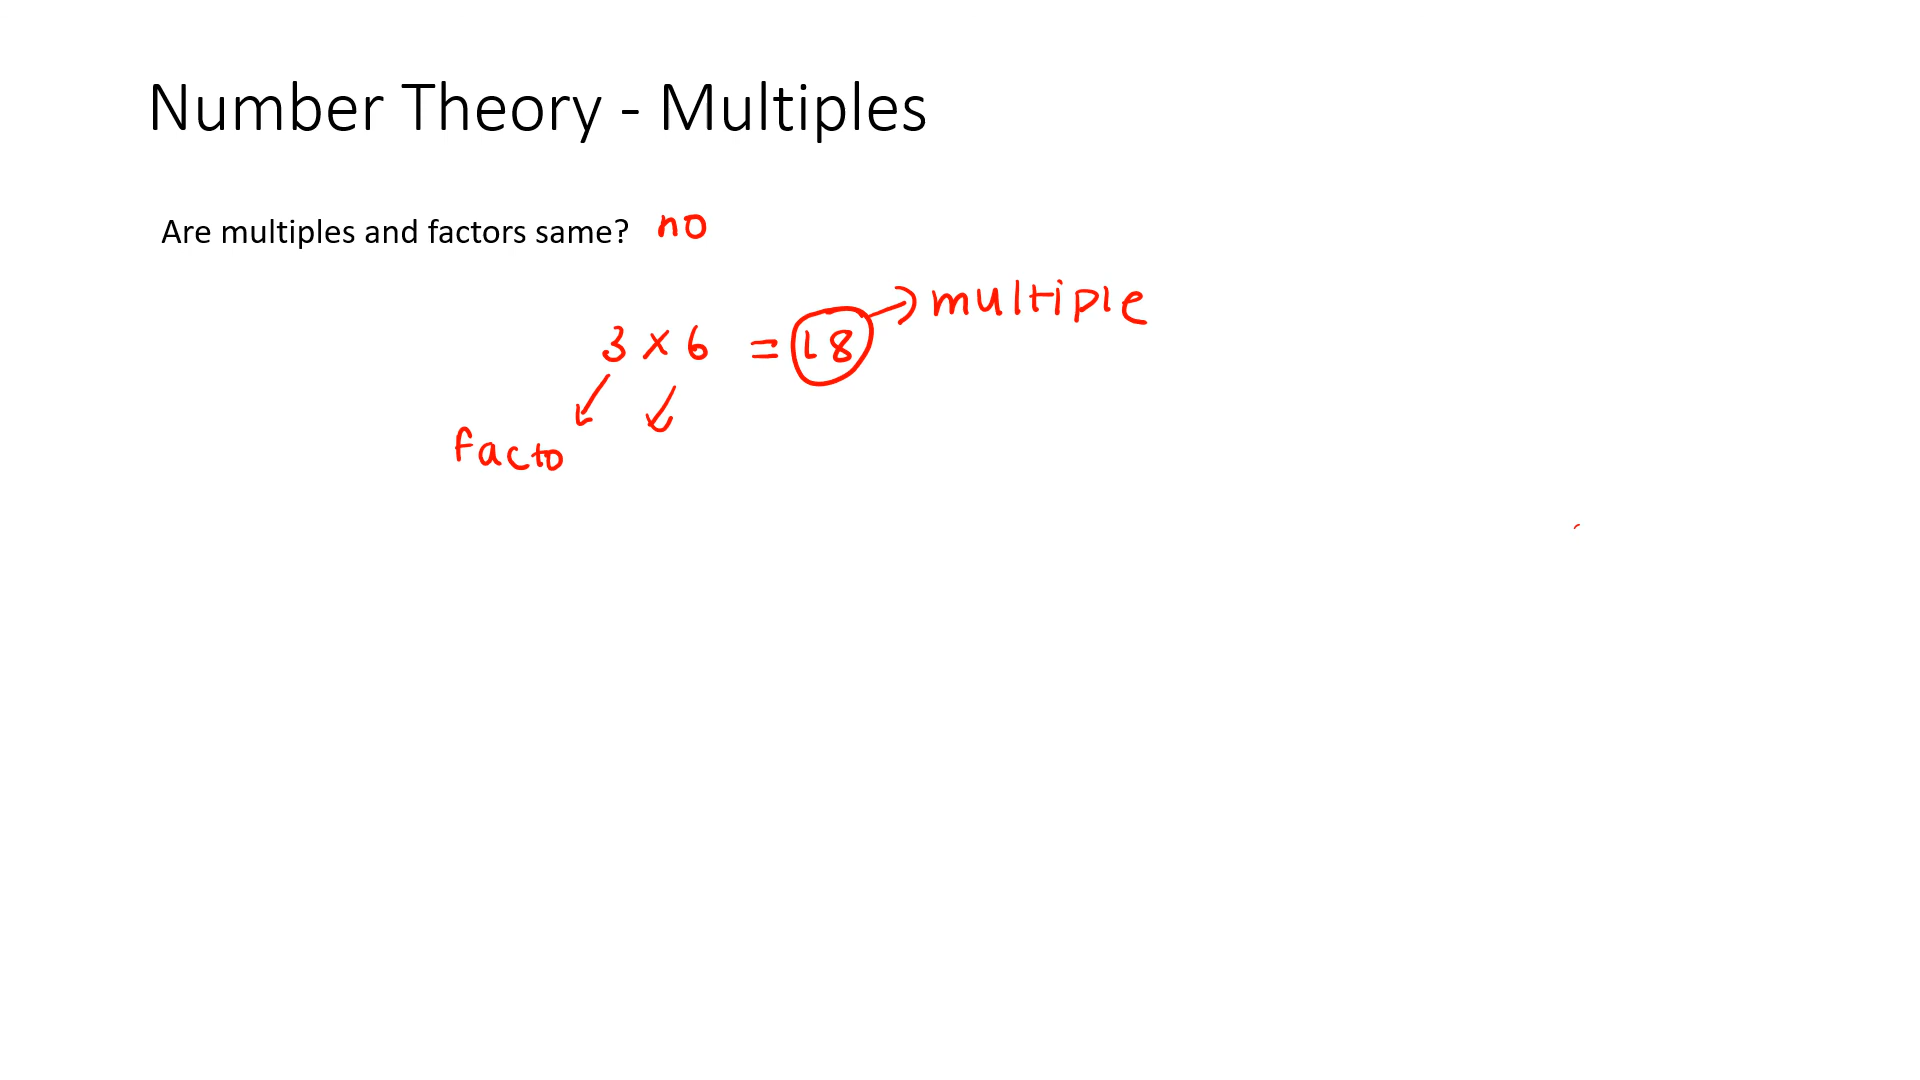 Number Theory - Multiples
Are multiples and factors same? no
multiple
3 × 6 = 18
facto